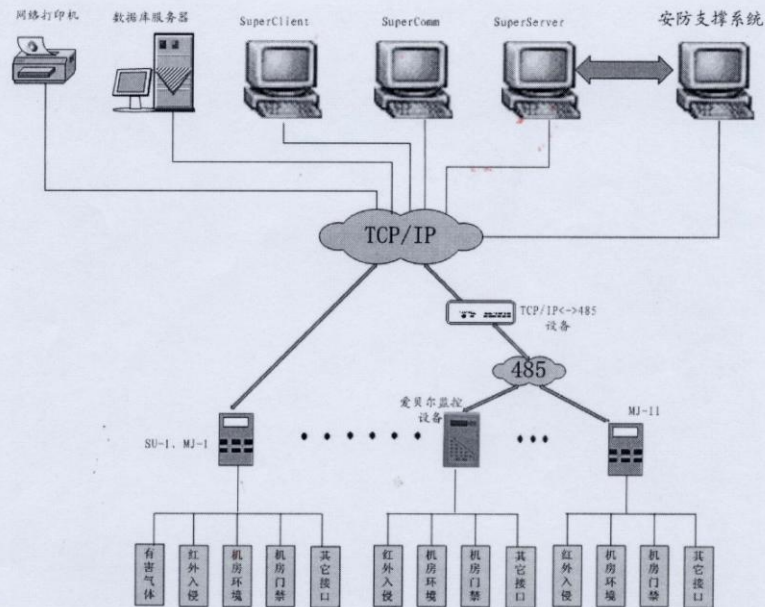 网络打印机
数据库服务器
SuperClient
SuperComm
SuperServer
安防支撑系统
TCP/IP
TCP/IP<->485
设备
485
爱贝尔监控
设备
SU-I、MJ-I
MJ-II
有害气体
红外入侵
机房环境
机房门禁
其它接口
红外入侵
机房环境
机房门禁
其它接口
红外入侵
机房环境
机房门禁
其它接口